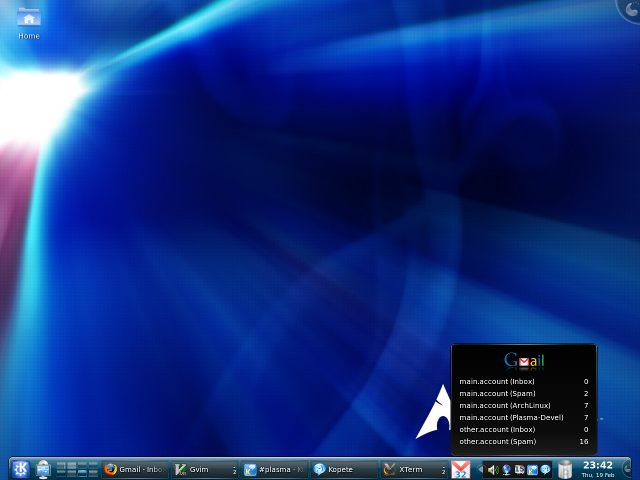 Home
Gmail
main.account (Inbox) 0
main.account (Spam) 2
main.account (ArchLinux) 7
main.account (Plasma-Devel) 7
other.account (Inbox) 0
other.account (Spam) 16
Gmail - Inbo
Gvim 2
#plasma - K
Kopete
XTerm 2
32
23:42
Thu, 19 Feb